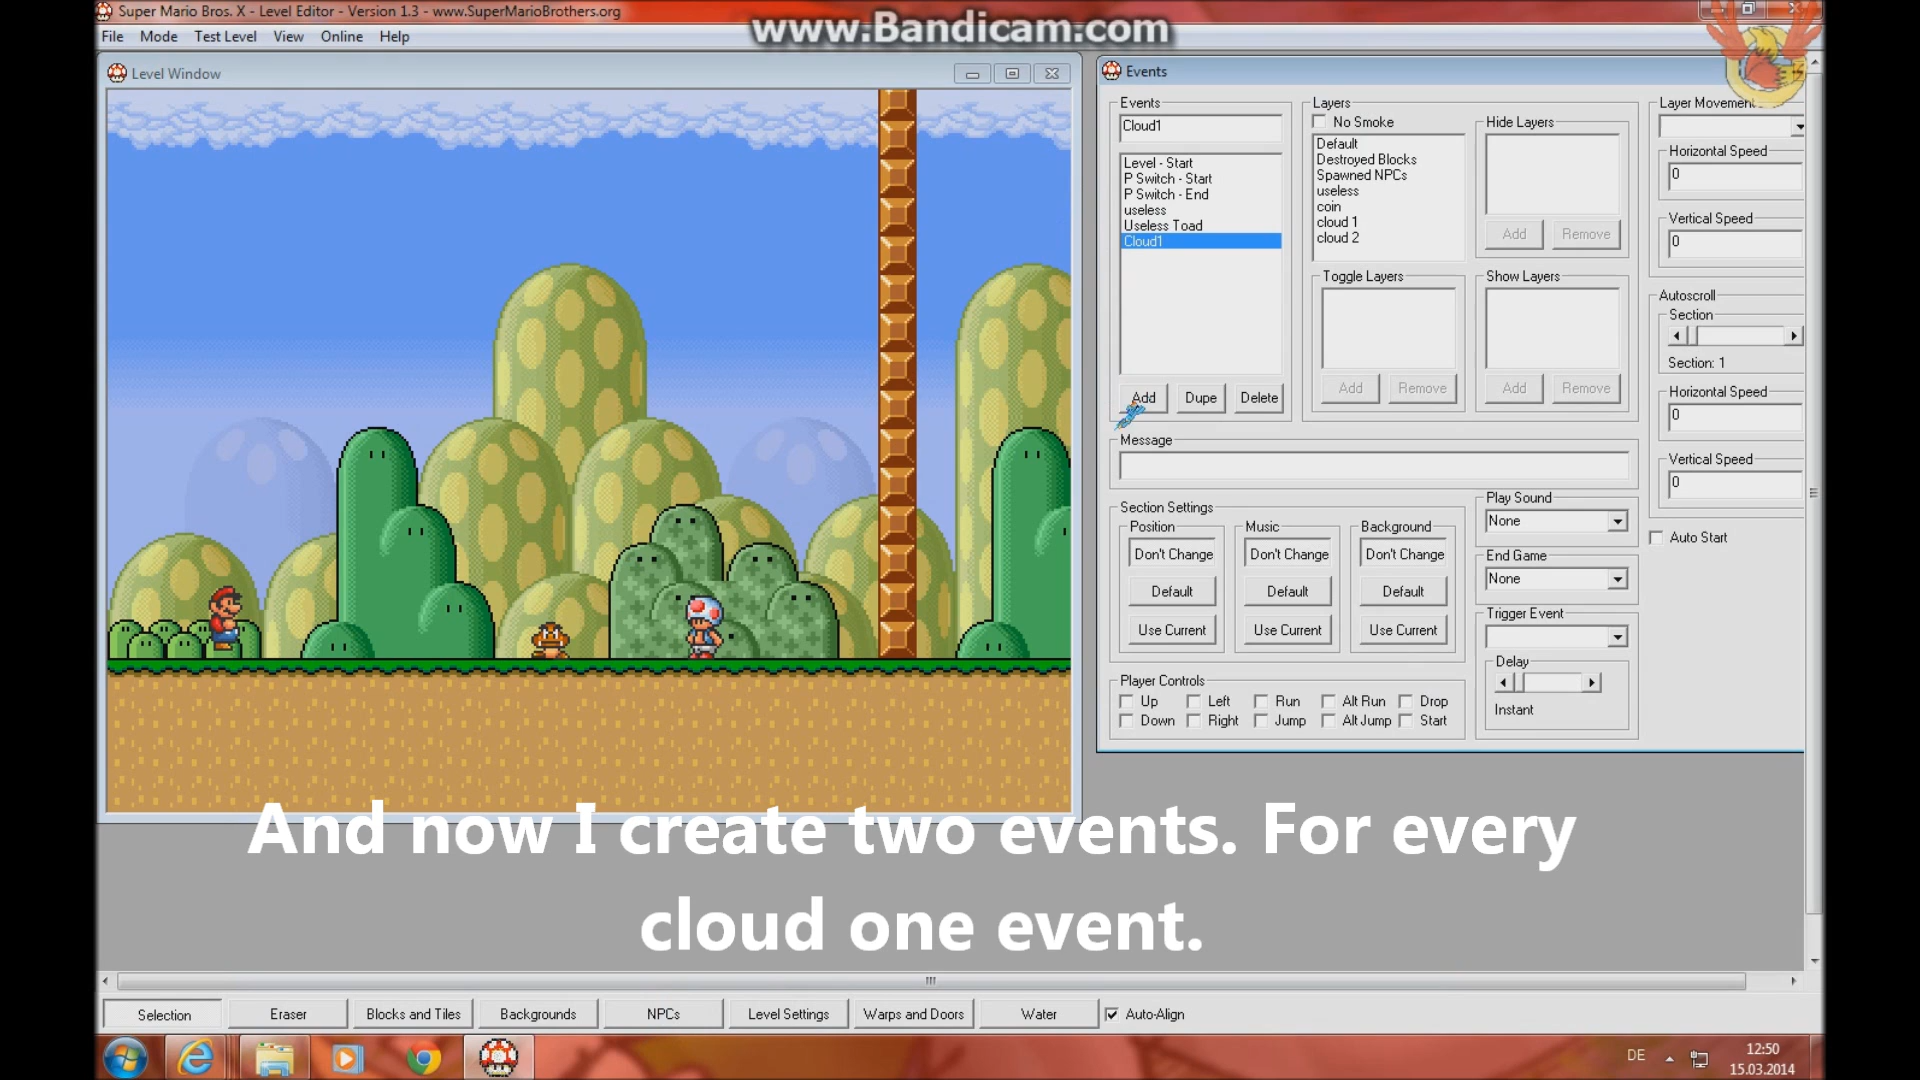 Super Mario Bros. X - Level Editor - Version 1.3 - www.SuperMarioBrothers.org
www.Bandicam.com
File Mode Test Level View Online Help
Level Window
Events
Events
Cloud1
Level - Start
P Switch - Start
P Switch - End
useless
Useless Toad
Cloud1
Add Dupe Delete
Layers
No Smoke
Default
Destroyed Blocks
Spawned NPCs
useless
coin
cloud 1
cloud 2
Hide Layers
Add Remove
Toggle Layers
Add Remove
Show Layers
Add Remove
Layer Movement
Horizontal Speed
0
Vertical Speed
0
Autoscroll
Section
Section: 1
Horizontal Speed
0
Vertical Speed
0
Auto Start
Message
Section Settings
Position Music Background
Don't Change Don't Change Don't Change
Default Default Default
Use Current Use Current Use Current
Play Sound
None
End Game
None
Trigger Event
Delay
Instant
Player Controls
Up Left Run Alt Run Drop
Down Right Jump Alt Jump Start
And now I create two events. For every
cloud one event.
Selection Eraser Blocks and Tiles Backgrounds NPCs Level Settings Warps and Doors Water Auto-Align
DE
12:50
15.03.2014